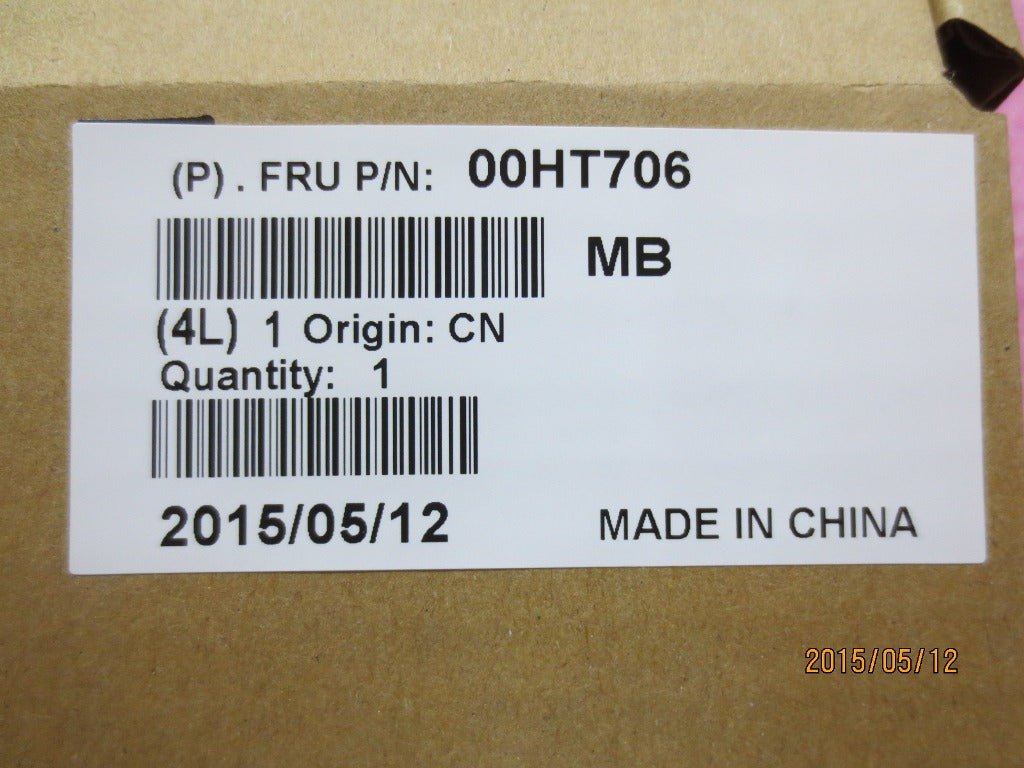 (P) . FRU P/N: 00HT706
MB
(4L) 1 Origin: CN
Quantity: 1
2015/05/12
MADE IN CHINA
2015/05/12